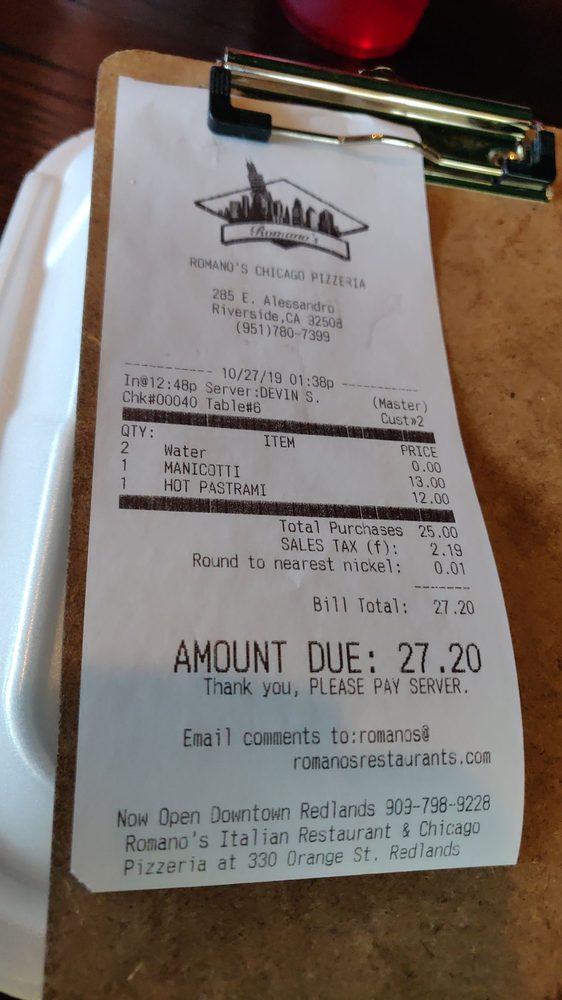 Romano's
ROMANO'S CHICAGO PIZZERIA
285 E. Alessandro
Riverside,CA 92508
(951)780-7399
----------- 10/27/19 01:38p -----------
In@12:48p Server:DEVIN S. (Master)
Chk#00040 Table#6 Cust»2
QTY: ITEM PRICE
2 Water 0.00
1 MANICOTTI 13.00
1 HOT PASTRAMI 12.00
Total Purchases 25.00
SALES TAX (f): 2.19
Round to nearest nickel: 0.01
-------
Bill Total: 27.20
AMOUNT DUE: 27.20
Thank you, PLEASE PAY SERVER.
Email comments to:romanos@
romanosrestaurants.com
Now Open Downtown Redlands 909-798-9228
Romano's Italian Restaurant & Chicago
Pizzeria at 330 Orange St. Redlands